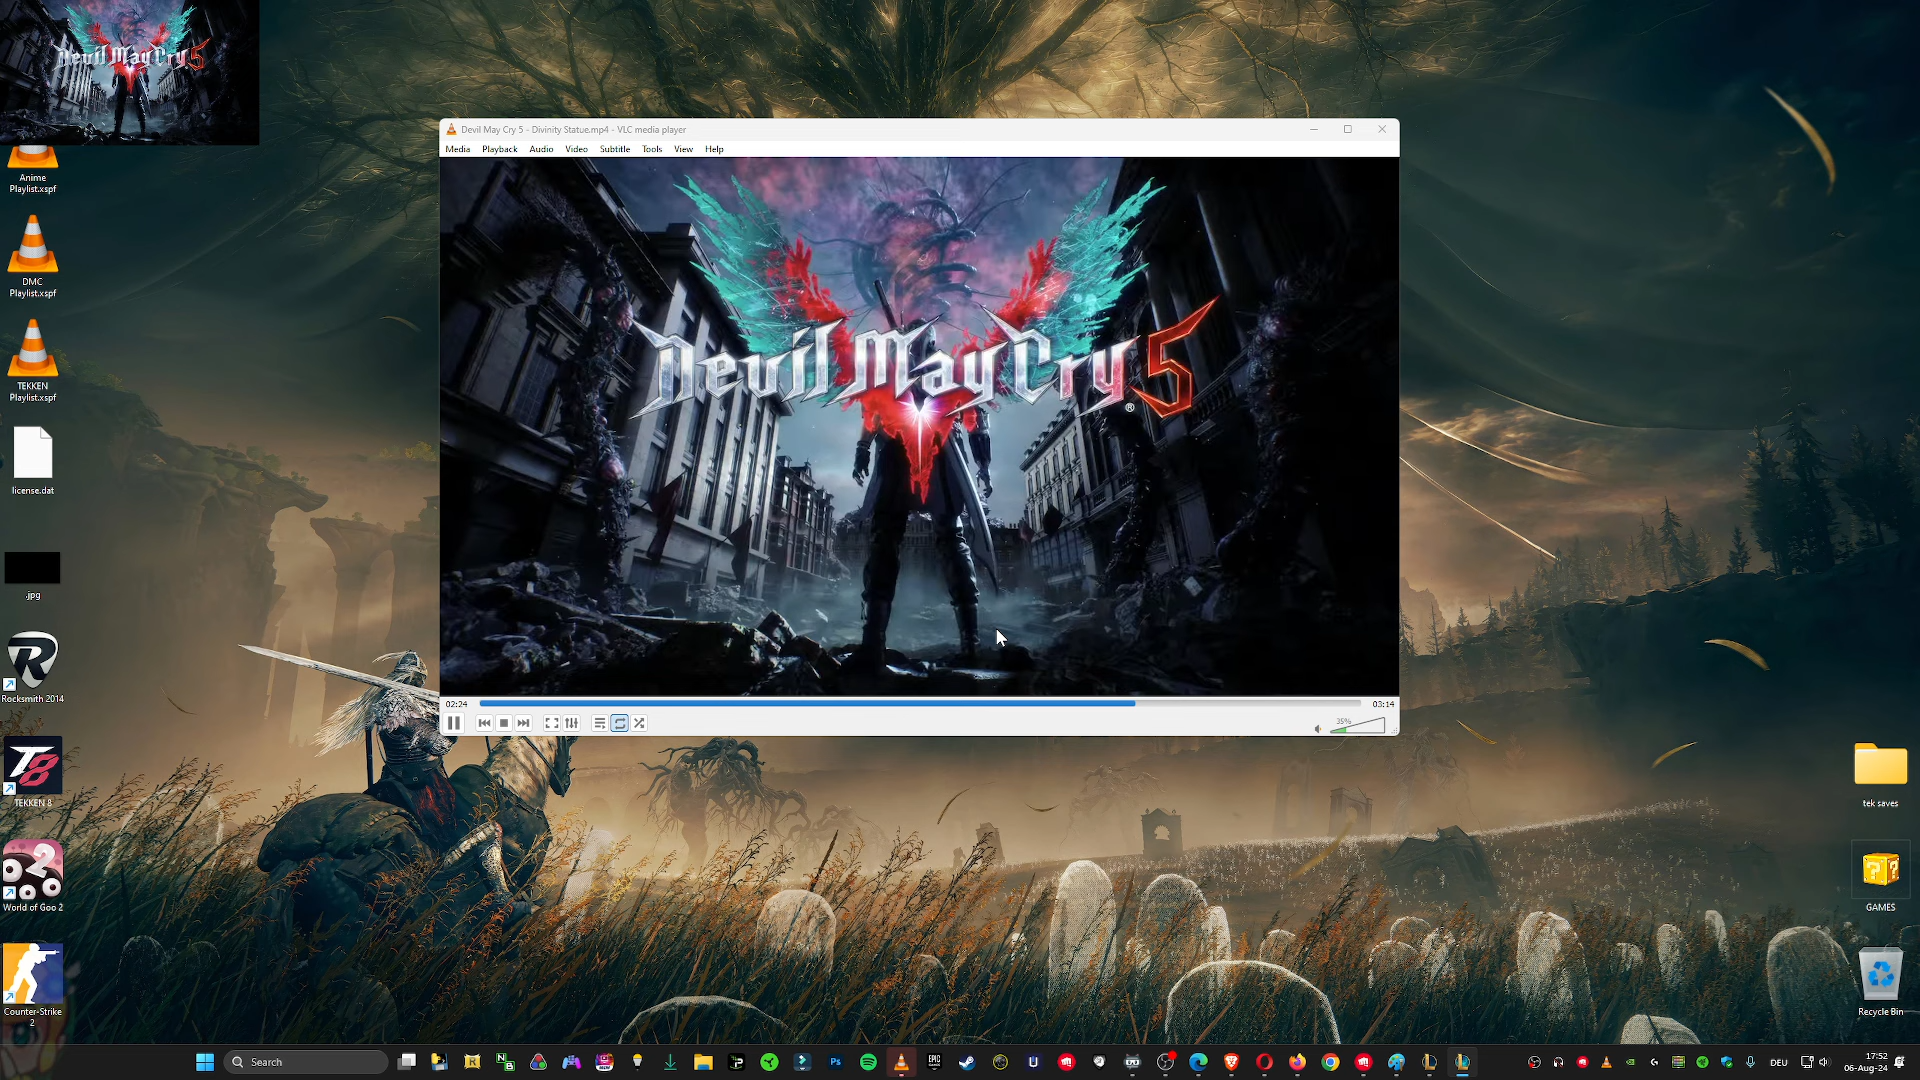 Devil May Cry 5
Anime
Playlist.xspf
DMC
Playlist.xspf
TEKKEN
Playlist.xspf
license.dat
.jpg
Rocksmith 2014
TEKKEN 8
World of Goo 2
Counter-Strike
2
Devil May Cry 5 - Divinity Statue.mp4 - VLC media player
Media Playback Audio Video Subtitle Tools View Help
Devil May Cry 5
®
02:24
03:14
35%
tek saves
GAMES
Recycle Bin
Search
DEU
17:52
06-Aug-24